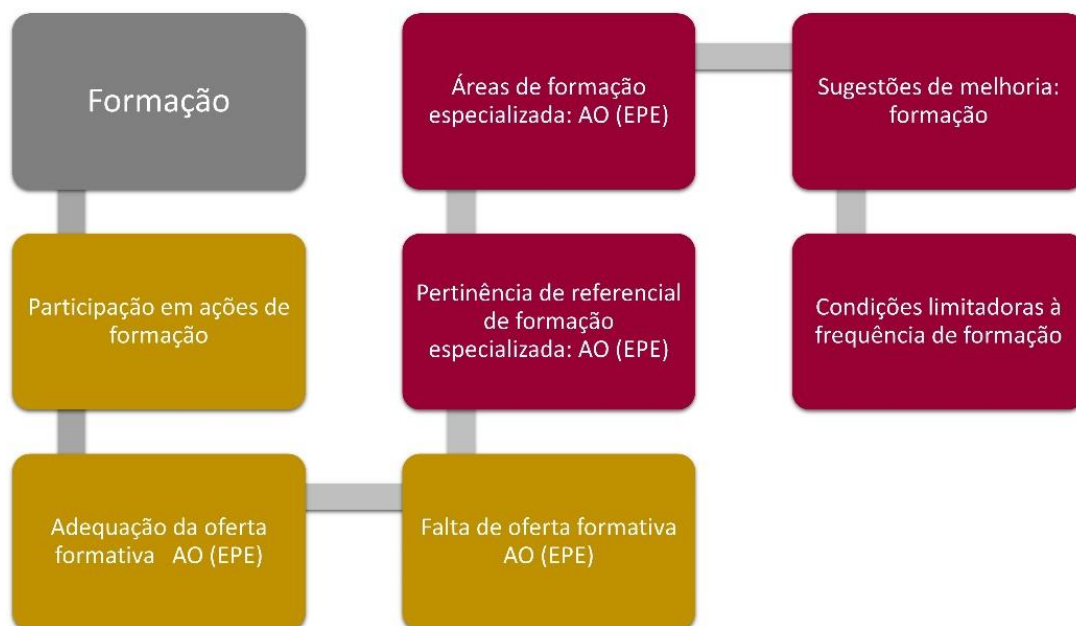 Formação
Participação em ações de
formação
Adequação da oferta
formativa AO (EPE)
Falta de oferta formativa
AO (EPE)
Pertinência de referencial
de formação
especializada: AO (EPE)
Áreas de formação
especializada: AO (EPE)
Sugestões de melhoria:
formação
Condições limitadoras à
frequência de formação